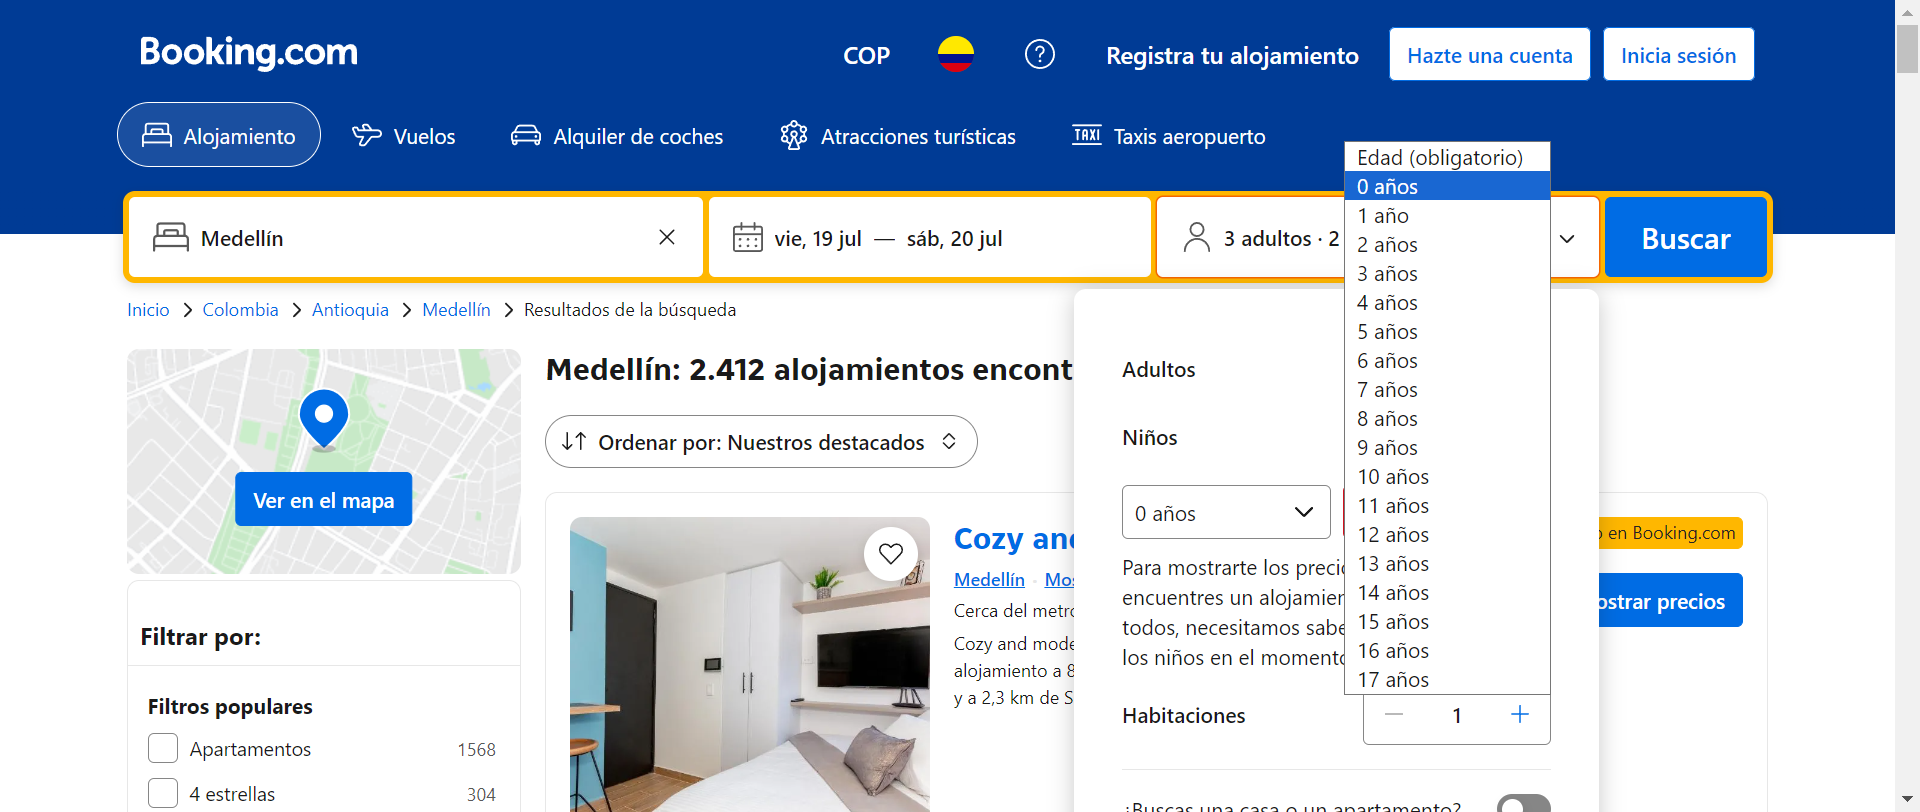 Booking.com
COP
Registra tu alojamiento
Hazte una cuenta
Inicia sesión
Alojamiento
Vuelos
Alquiler de coches
Atracciones turísticas
TAXI
Taxis aeropuerto
Medellín
vie, 19 jul — sáb, 20 jul
3 adultos · 2
Buscar
Edad (obligatorio)
0 años
1 año
2 años
3 años
4 años
5 años
6 años
7 años
8 años
9 años
10 años
11 años
12 años
13 años
14 años
15 años
16 años
17 años
Inicio > Colombia > Antioquia > Medellín > Resultados de la búsqueda
Ver en el mapa
Filtrar por:
Filtros populares
Apartamentos 1568
4 estrellas 304
Medellín: 2.412 alojamientos encont
Ordenar por: Nuestros destacados
Cozy and
Medellín
Cerca del metro
Cozy and mode
alojamiento a 8
y a 2,3 km de S
en Booking.com
ostrar precios
Adultos
Niños
0 años
Para mostrarte los preci
encuentres un alojamien
todos, necesitamos sabe
los niños en el momento
Habitaciones
1
¿Buscas una casa o un apartamento?